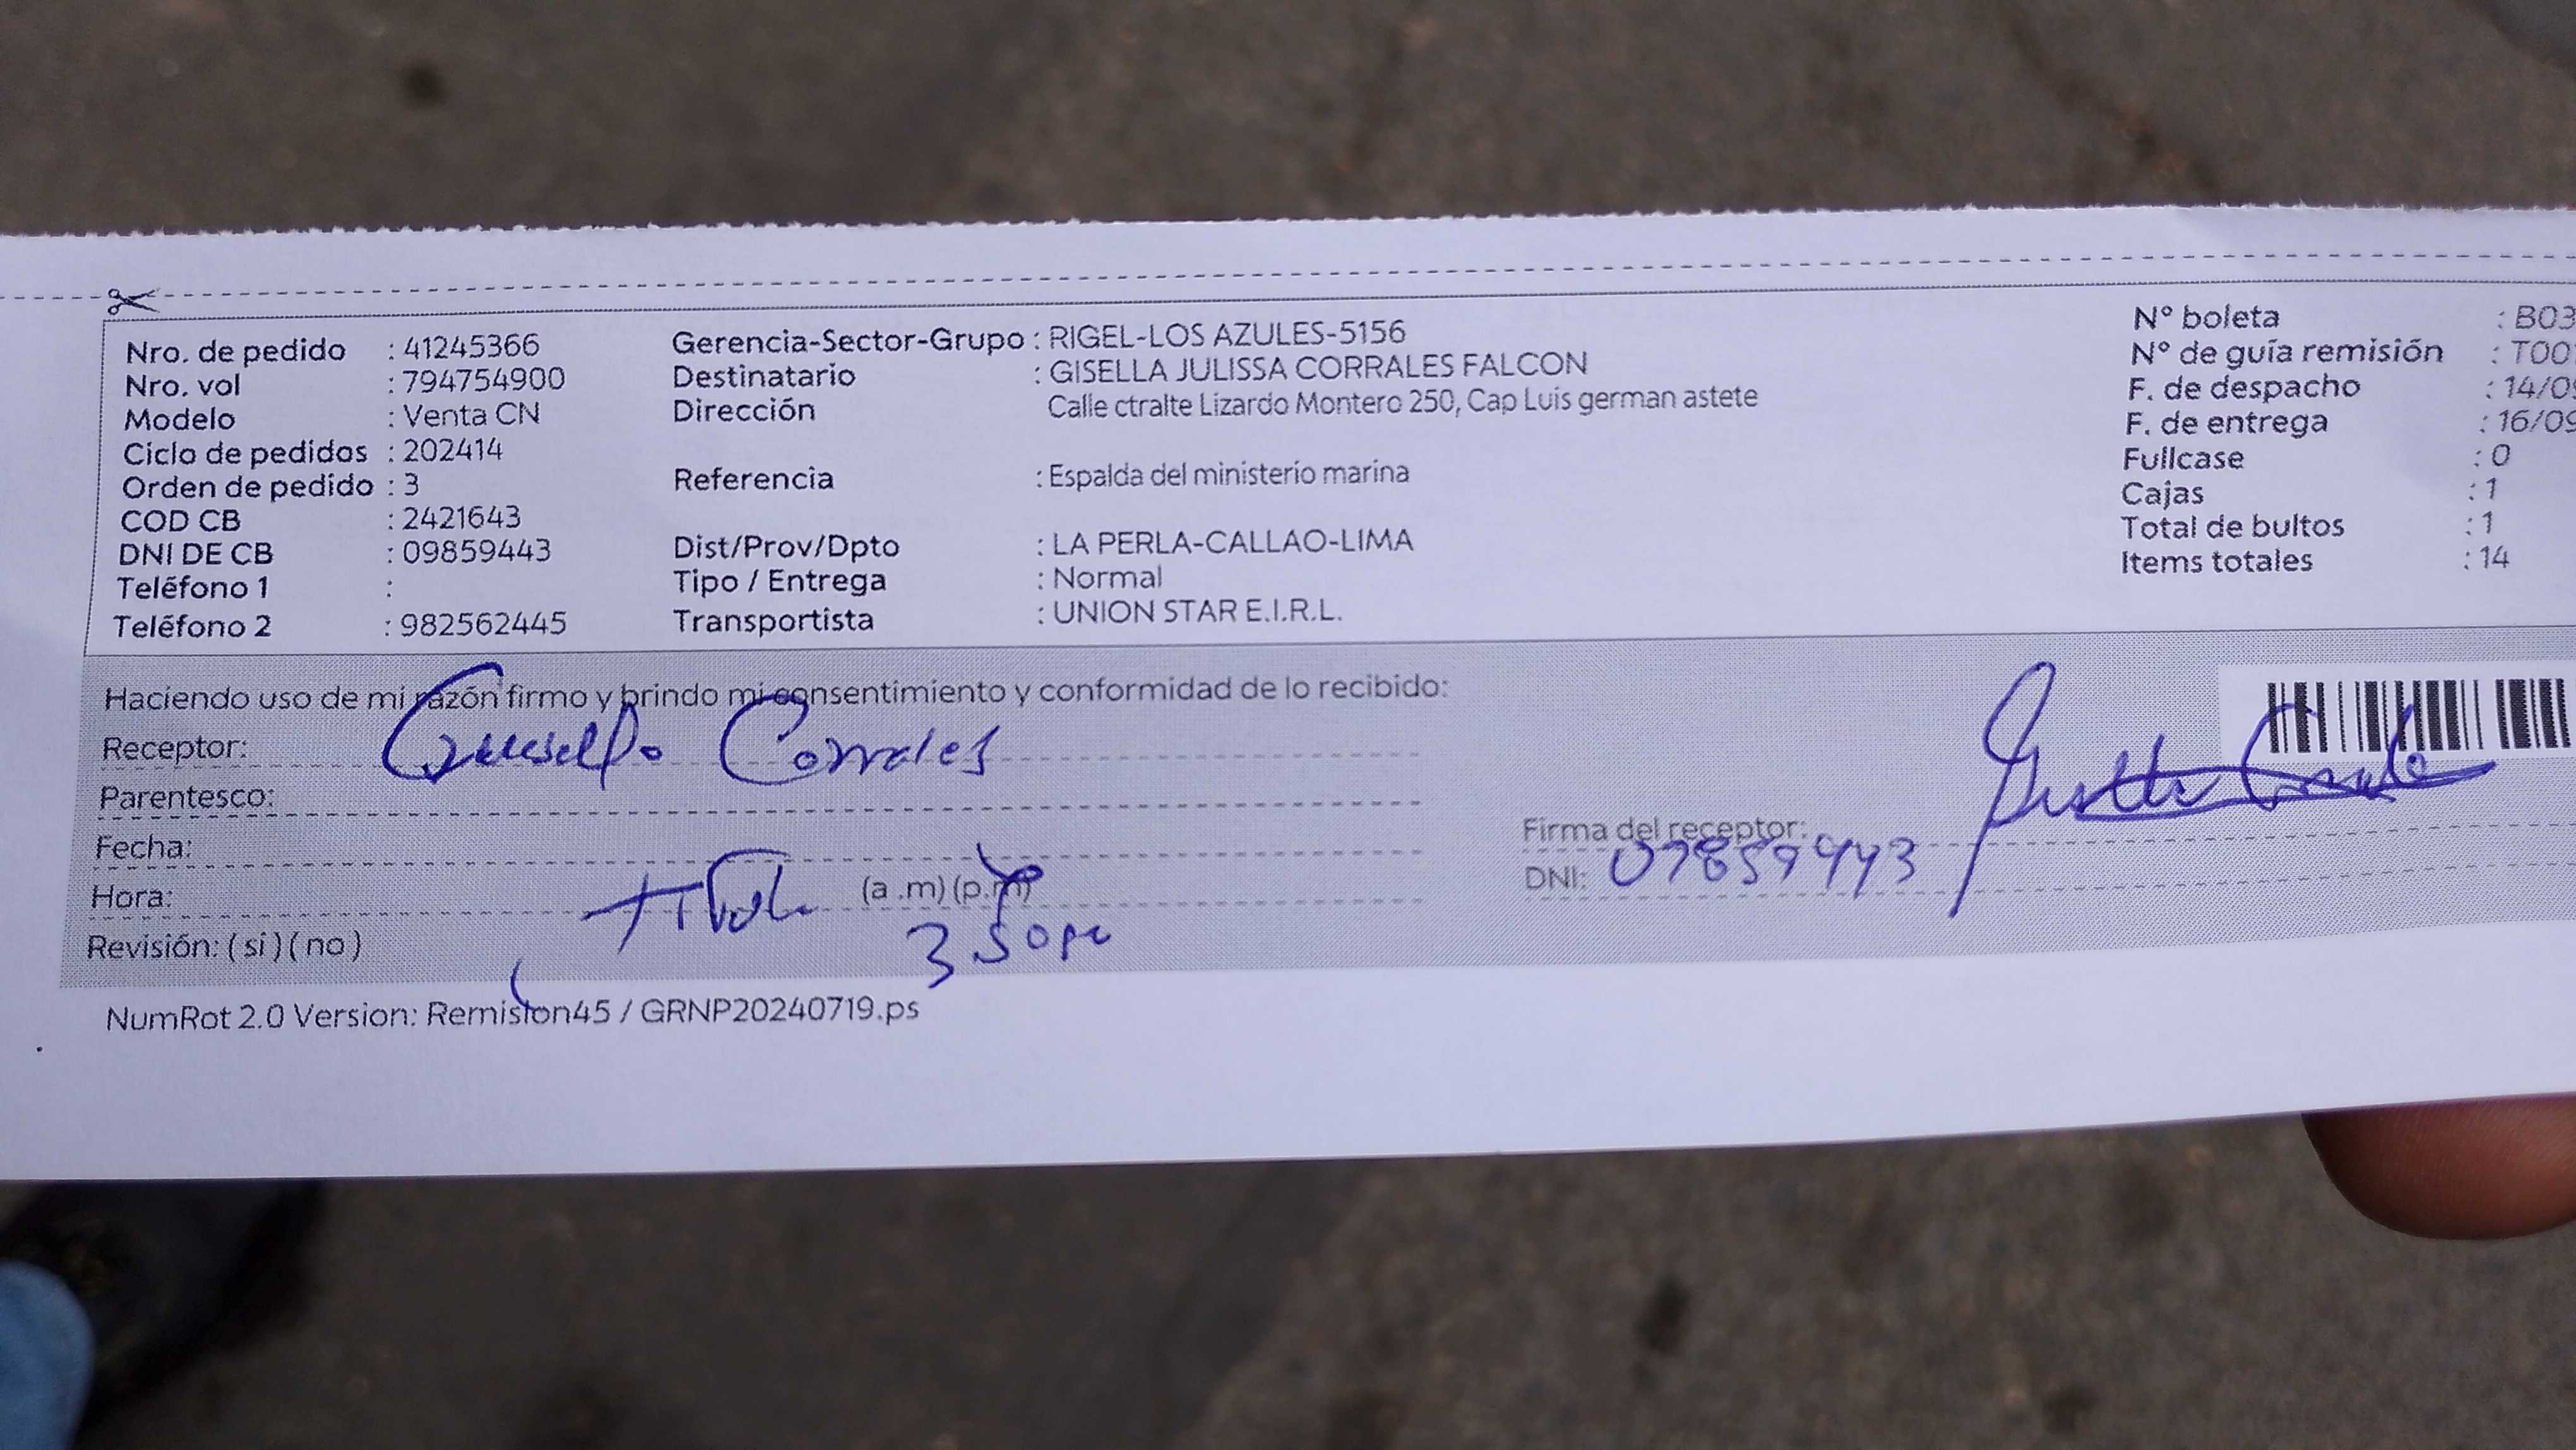 Nro. de pedido : 41245366
Nro. vol : 794754900
Modelo : Venta CN
Ciclo de pedidos : 202414
Orden de pedido : 3
COD CB : 2421643
DNI DE CB : 09859443
Teléfono 1 :
Teléfono 2 : 982562445
Gerencia-Sector-Grupo : RIGEL-LOS AZULES-5156
Destinatario : GISELLA JULISSA CORRALES FALCON
Dirección Calle ctralte Lizardo Montero 250, Cap Luis german astete
Referencia : Espalda del ministerio marina
Dist/Prov/Dpto : LA PERLA-CALLAO-LIMA
Tipo / Entrega : Normal
Transportista : UNION STAR E.I.R.L.
N° boleta : B03
N° de guía remisión : T00
F. de despacho : 14/09
F. de entrega : 16/09
Fullcase : 0
Cajas : 1
Total de bultos : 1
Items totales : 14
Haciendo uso de mi razón firmo y brindo mi consentimiento y conformidad de lo recibido:
Receptor: Corrales
Parentesco:
Fecha:
Hora: (a .m) (p.m)
3 50
Revisión: ( si ) ( no )
Firma del receptor:
DNI: 07859443
NumRot 2.0 Version: Remision45 / GRNP20240719.ps